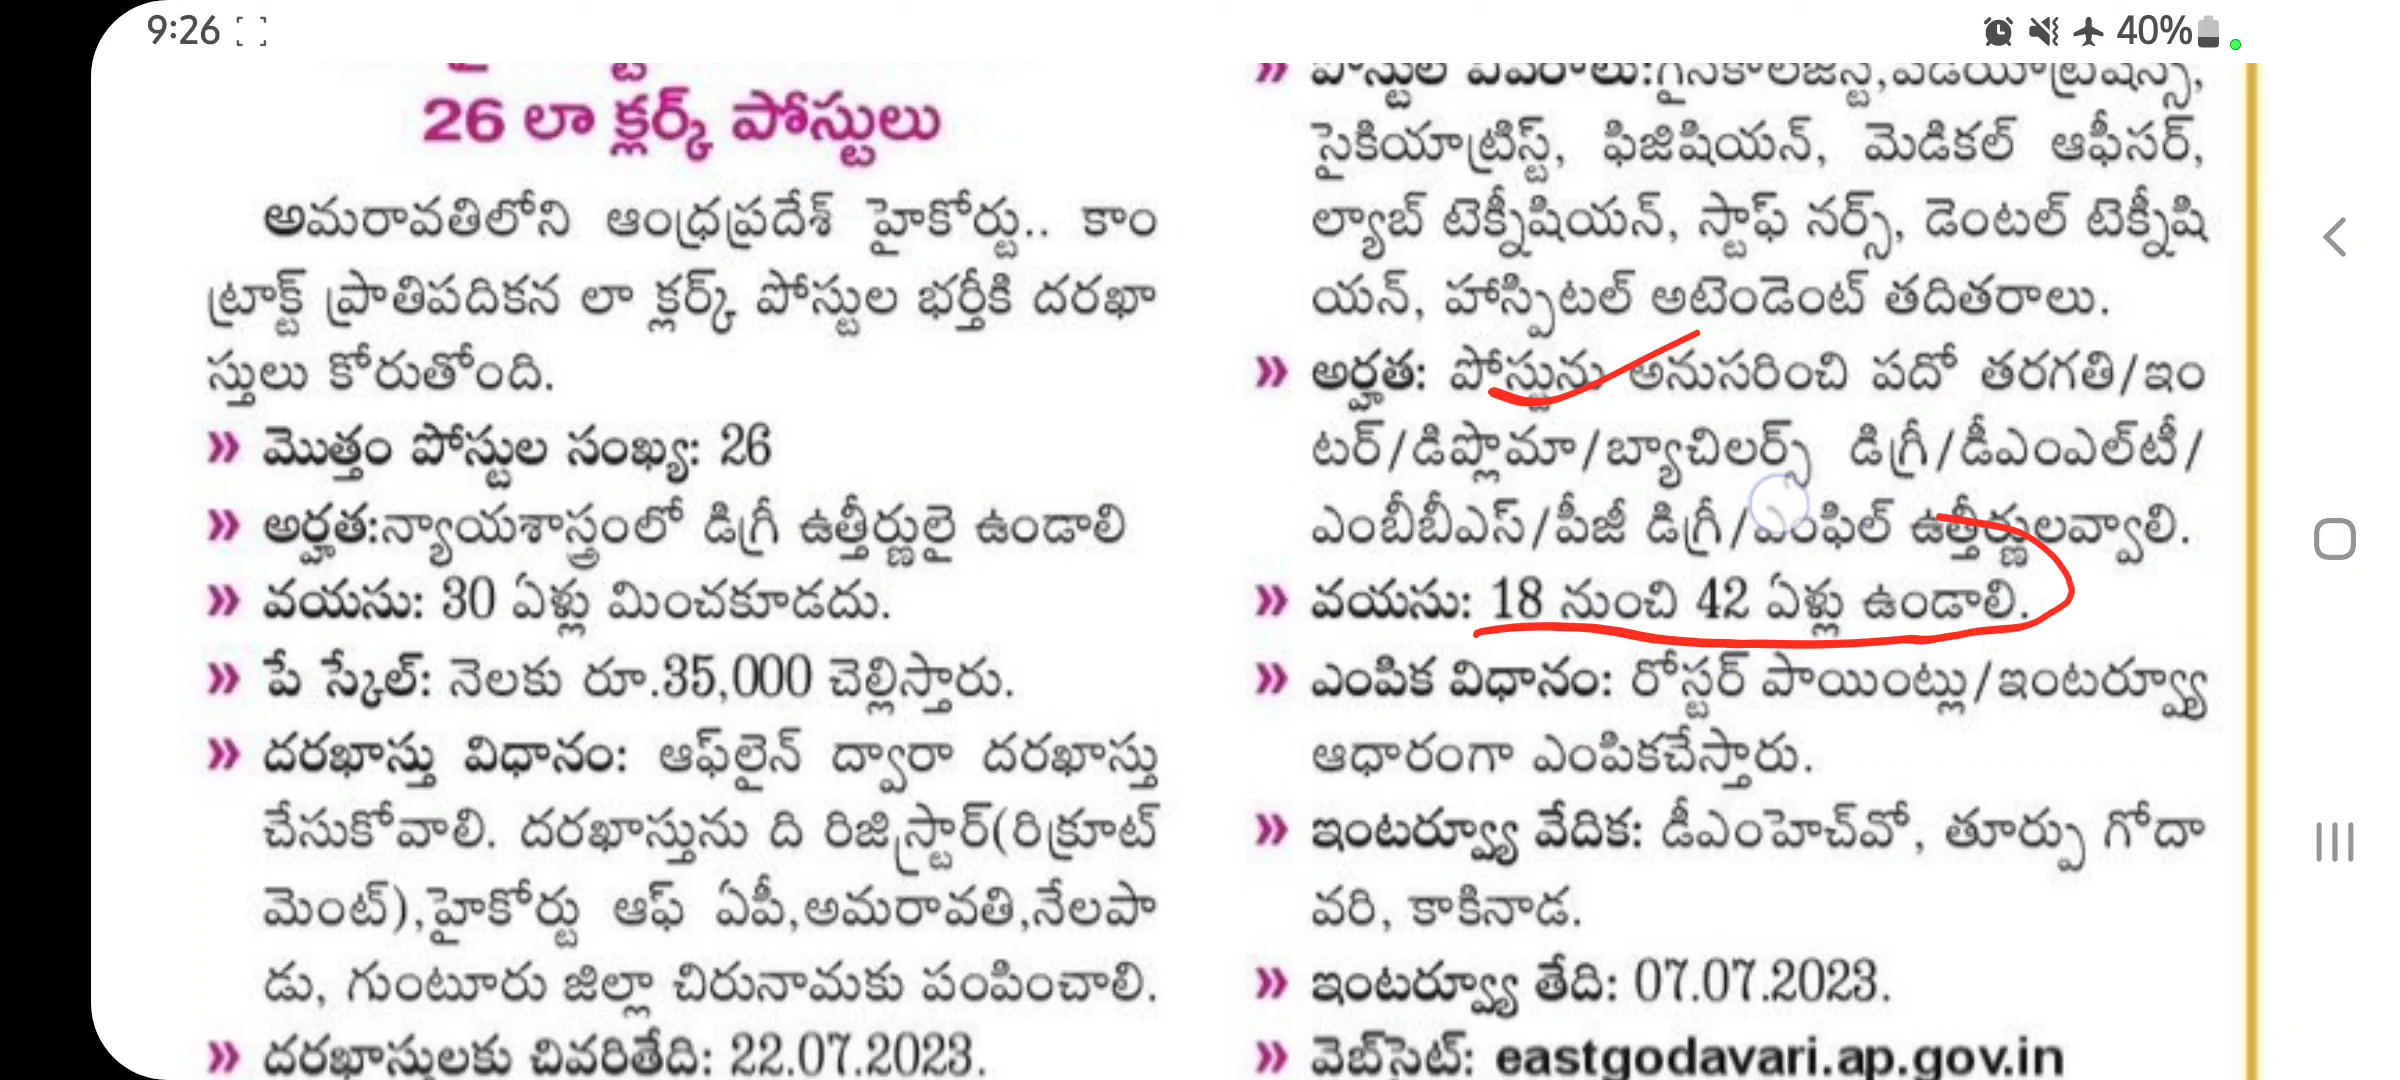 9:26
40%
26 లా క్లర్క్ పోస్టులు
అమరావతిలోని ఆంధ్రప్రదేశ్ హైకోర్టు.. కాం
ట్రాక్ట్ ప్రాతిపదికన లా క్లర్క్ పోస్టుల భర్తీకి దరఖా
స్తులు కోరుతోంది.
» మొత్తం పోస్టుల సంఖ్య: 26
» అర్హత:న్యాయశాస్త్రంలో డిగ్రీ ఉత్తీర్ణులై ఉండాలి
» వయసు: 30 ఏళ్లు మించకూడదు.
» పే స్కేల్: నెలకు రూ.35,000 చెల్లిస్తారు.
» దరఖాస్తు విధానం: ఆఫ్‌లైన్ ద్వారా దరఖాస్తు
చేసుకోవాలి. దరఖాస్తును ది రిజిస్ట్రార్(రిక్రూట్
మెంట్),హైకోర్టు ఆఫ్ ఏపీ,అమరావతి,నేలపా
డు, గుంటూరు జిల్లా చిరునామకు పంపించాలి.
» దరఖాస్తులకు చివరితేది: 22.07.2023.
» పోస్టుల వివరాలు:గైనకాలజిస్ట్,పీడియాట్రిషన్స్,
సైకియాట్రిస్ట్, ఫిజిషియన్, మెడికల్ ఆఫీసర్,
ల్యాబ్ టెక్నీషియన్, స్టాఫ్ నర్స్, డెంటల్ టెక్నీషి
యన్, హాస్పిటల్ అటెండెంట్ తదితరాలు.
» అర్హత: పోస్టును అనుసరించి పదో తరగతి/ఇం
టర్/డిప్లొమా/బ్యాచిలర్స్ డిగ్రీ/డీఎంఎల్‌టీ/
ఎంబీబీఎస్/పీజీ డిగ్రీ/ఎంఫిల్ ఉత్తీర్ణులవ్వాలి.
» వయసు: 18 నుంచి 42 ఏళ్లు ఉండాలి.
» ఎంపిక విధానం: రోస్టర్ పాయింట్లు/ఇంటర్వ్యూ
ఆధారంగా ఎంపికచేస్తారు.
» ఇంటర్వ్యూ వేదిక: డీఎంహెచ్‌వో, తూర్పు గోదా
వరి, కాకినాడ.
» ఇంటర్వ్యూ తేది: 07.07.2023.
» వెబ్‌సైట్: eastgodavari.ap.gov.in